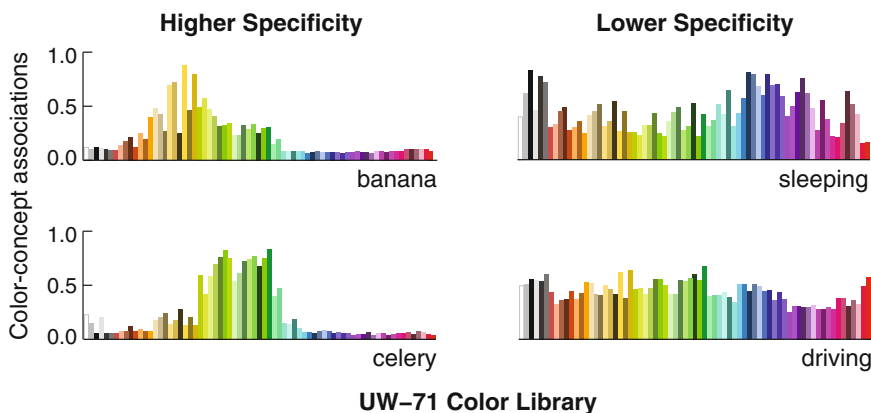 Higher Specificity
Lower Specificity
Color-concept associations
1.0
0.5
0.0
banana
sleeping
1.0
0.5
0.0
celery
driving
UW−71 Color Library